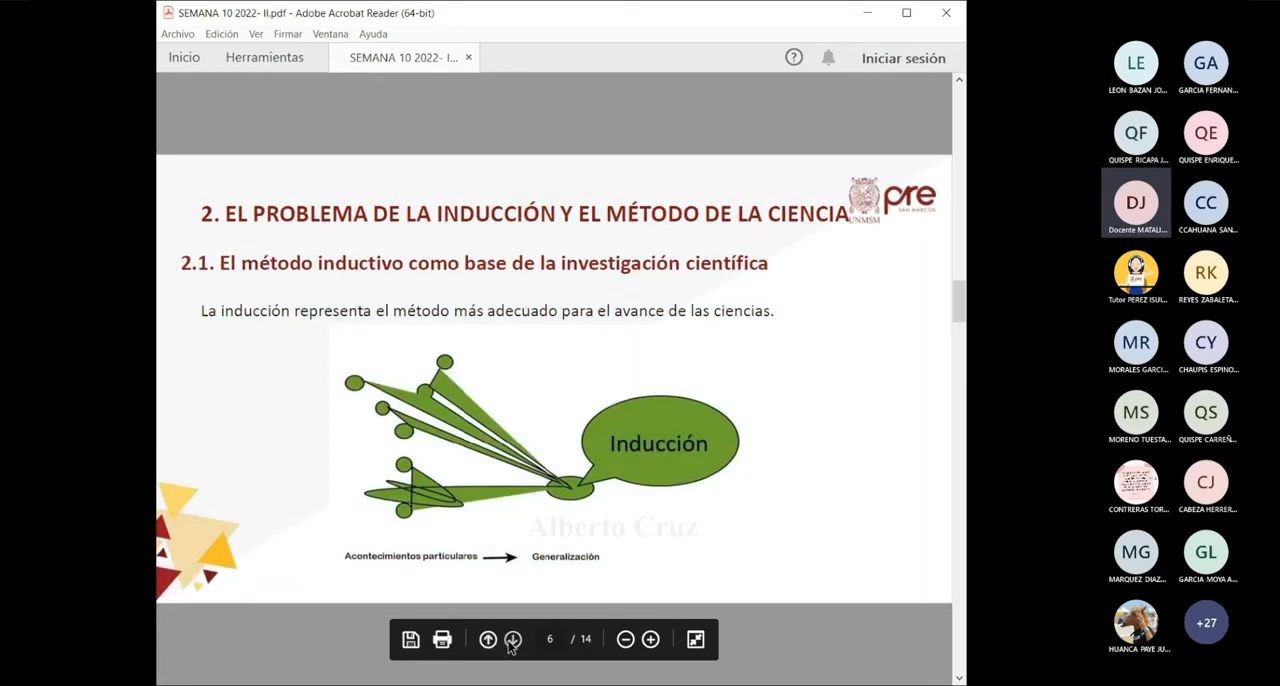 SEMANA 10 2022- II.pdf - Adobe Acrobat Reader (64-bit)
Archivo Edición Ver Firmar Ventana Ayuda
Inicio Herramientas SEMANA 10 2022- I... × Iniciar sesión
2. EL PROBLEMA DE LA INDUCCIÓN Y EL MÉTODO DE LA CIENCIA
UNMSM
pre
SAN MARCOS
2.1. El método inductivo como base de la investigación científica
La inducción representa el método más adecuado para el avance de las ciencias.
Inducción
Alberto Cruz
Acontecimientos particulares Generalización
6 / 14
LE GA
LEON BAZAN JO... GARCIA FERNAN...
QF QE
QUISPE RICAPA J... QUISPE ENRIQUE...
DJ CC
Docente MATALI... CCAHUANA SAN...
RK
Tutor PEREZ ISUI... REYES ZABALETA...
MR CY
MORALES GARCI... CHAUPIS ESPINO...
MS QS
MORENO TUESTA... QUISPE CARREÑ...
CJ
CONTRERAS TOR... CABEZA HERRER...
MG GL
MARQUEZ DIAZ... GARCIA MOYA A...
+27
HUANCA PAYE JU...